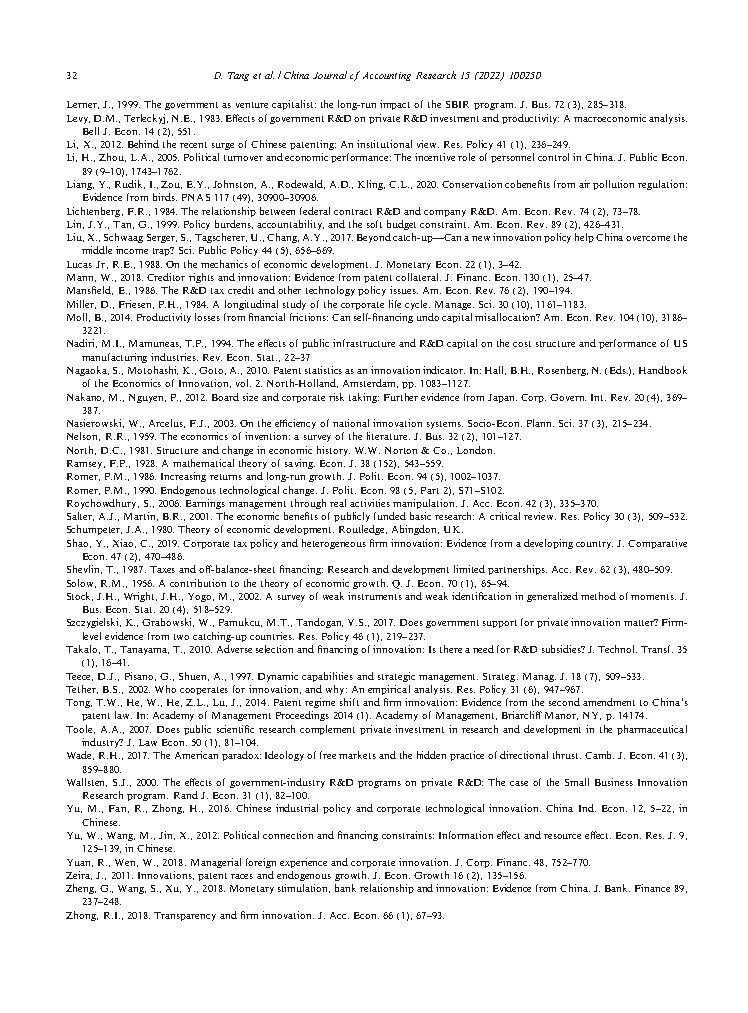 32
D. Tang et al. / China Journal of Accounting Research 15 (2022) 100250
Lerner, J., 1999. The government as venture capitalist: the long-run impact of the SBIR program. J. Bus. 72 (3), 285–318.
Levy, D.M., Terleckyj, N.E., 1983. Effects of government R&D on private R&D investment and productivity: A macroeconomic analysis.
Bell J. Econ. 14 (2), 551.
Li, X., 2012. Behind the recent surge of Chinese patenting: An institutional view. Res. Policy 41 (1), 236–249.
Li, H., Zhou, L.A., 2005. Political turnover and economic performance: The incentive role of personnel control in China. J. Public Econ.
89 (9–10), 1743–1762.
Liang, Y., Rudik, I., Zou, E.Y., Johnston, A., Rodewald, A.D., Kling, C.L., 2020. Conservation cobenefits from air pollution regulation:
Evidence from birds. PNAS 117 (49), 30900–30906.
Lichtenberg, F.R., 1984. The relationship between federal contract R&D and company R&D. Am. Econ. Rev. 74 (2), 73–78.
Lin, J.Y., Tan, G., 1999. Policy burdens, accountability, and the soft budget constraint. Am. Econ. Rev. 89 (2), 426–431.
Liu, X., Schwaag Serger, S., Tagscherer, U., Chang, A.Y., 2017. Beyond catch-up—Can a new innovation policy help China overcome the
middle income trap? Sci. Public Policy 44 (5), 656–669.
Lucas Jr, R.E., 1988. On the mechanics of economic development. J. Monetary Econ. 22 (1), 3–42.
Mann, W., 2018. Creditor rights and innovation: Evidence from patent collateral. J. Financ. Econ. 130 (1), 25–47.
Mansfield, E., 1986. The R&D tax credit and other technology policy issues. Am. Econ. Rev. 76 (2), 190–194.
Miller, D., Friesen, P.H., 1984. A longitudinal study of the corporate life cycle. Manage. Sci. 30 (10), 1161–1183.
Moll, B., 2014. Productivity losses from financial frictions: Can self-financing undo capital misallocation? Am. Econ. Rev. 104 (10), 3186–
3221.
Nadiri, M.I., Mamuneas, T.P., 1994. The effects of public infrastructure and R&D capital on the cost structure and performance of US
manufacturing industries. Rev. Econ. Stat., 22–37
Nagaoka, S., Motohashi, K., Goto, A., 2010. Patent statistics as an innovation indicator. In: Hall, B.H., Rosenberg, N. (Eds.), Handbook
of the Economics of Innovation, vol. 2. North-Holland, Amsterdam, pp. 1083–1127.
Nakano, M., Nguyen, P., 2012. Board size and corporate risk taking: Further evidence from Japan. Corp. Govern. Int. Rev. 20 (4), 369–
387.
Nasierowski, W., Arcelus, F.J., 2003. On the efficiency of national innovation systems. Socio-Econ. Plann. Sci. 37 (3), 215–234.
Nelson, R.R., 1959. The economics of invention: a survey of the literature. J. Bus. 32 (2), 101–127.
North, D.C., 1981. Structure and change in economic history. W.W. Norton & Co., London.
Ramsey, F.P., 1928. A mathematical theory of saving. Econ. J. 38 (152), 543–559.
Romer, P.M., 1986. Increasing returns and long-run growth. J. Polit. Econ. 94 (5), 1002–1037.
Romer, P.M., 1990. Endogenous technological change. J. Polit. Econ. 98 (5, Part 2), S71–S102.
Roychowdhury, S., 2006. Earnings management through real activities manipulation. J. Acc. Econ. 42 (3), 335–370.
Salter, A.J., Martin, B.R., 2001. The economic benefits of publicly funded basic research: A critical review. Res. Policy 30 (3), 509–532.
Schumpeter, J.A., 1980. Theory of economic development. Routledge, Abingdon, U.K.
Shao, Y., Xiao, C., 2019. Corporate tax policy and heterogeneous firm innovation: Evidence from a developing country. J. Comparative
Econ. 47 (2), 470–486.
Shevlin, T., 1987. Taxes and off-balance-sheet financing: Research and development limited partnerships. Acc. Rev. 62 (3), 480–509.
Solow, R.M., 1956. A contribution to the theory of economic growth. Q. J. Econ. 70 (1), 65–94.
Stock, J.H., Wright, J.H., Yogo, M., 2002. A survey of weak instruments and weak identification in generalized method of moments. J.
Bus. Econ. Stat. 20 (4), 518–529.
Szczygielski, K., Grabowski, W., Pamukcu, M.T., Tandogan, V.S., 2017. Does government support for private innovation matter? Firm-
level evidence from two catching-up countries. Res. Policy 46 (1), 219–237.
Takalo, T., Tanayama, T., 2010. Adverse selection and financing of innovation: Is there a need for R&D subsidies? J. Technol. Transf. 35
(1), 16–41.
Teece, D.J., Pisano, G., Shuen, A., 1997. Dynamic capabilities and strategic management. Strateg. Manag. J. 18 (7), 509–533.
Tether, B.S., 2002. Who cooperates for innovation, and why: An empirical analysis. Res. Policy 31 (6), 947–967.
Tong, T.W., He, W., He, Z.L., Lu, J., 2014. Patent regime shift and firm innovation: Evidence from the second amendment to China's
patent law. In: Academy of Management Proceedings 2014 (1). Academy of Management, Briarcliff Manor, NY, p. 14174.
Toole, A.A., 2007. Does public scientific research complement private investment in research and development in the pharmaceutical
industry? J. Law Econ. 50 (1), 81–104.
Wade, R.H., 2017. The American paradox: Ideology of free markets and the hidden practice of directional thrust. Camb. J. Econ. 41 (3),
859–880.
Wallsten, S.J., 2000. The effects of government-industry R&D programs on private R&D: The case of the Small Business Innovation
Research program. Rand J. Econ. 31 (1), 82–100.
Yu, M., Fan, R., Zhong, H., 2016. Chinese industrial policy and corporate technological innovation. China Ind. Econ. 12, 5–22, in
Chinese.
Yu, W., Wang, M., Jin, X., 2012. Political connection and financing constraints: Information effect and resource effect. Econ. Res. J. 9,
125–139, in Chinese.
Yuan, R., Wen, W., 2018. Managerial foreign experience and corporate innovation. J. Corp. Financ. 48, 752–770.
Zeira, J., 2011. Innovations, patent races and endogenous growth. J. Econ. Growth 16 (2), 135–156.
Zheng, G., Wang, S., Xu, Y., 2018. Monetary stimulation, bank relationship and innovation: Evidence from China. J. Bank. Finance 89,
237–248.
Zhong, R.I., 2018. Transparency and firm innovation. J. Acc. Econ. 66 (1), 67–93.